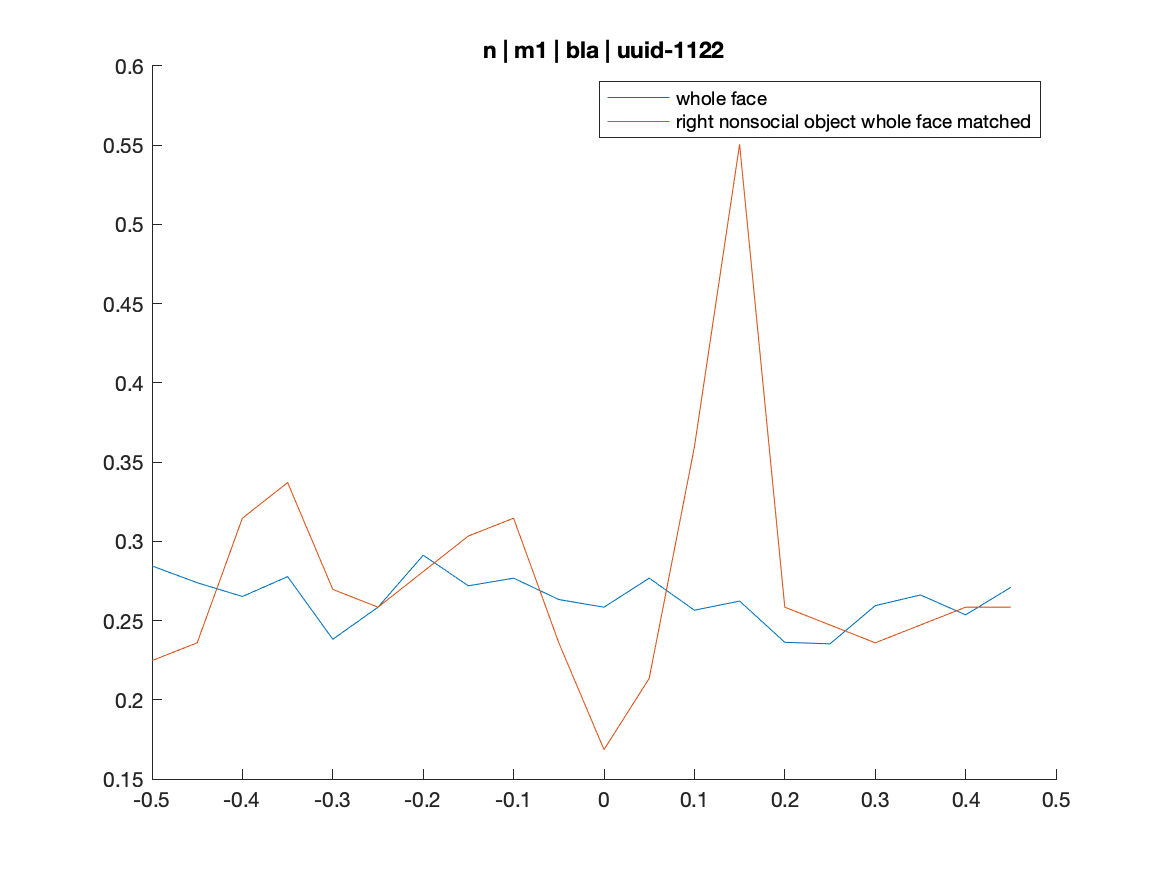 n | m1 | bla | uuid-1122
whole face
right nonsocial object whole face matched
0.6
0.55
0.5
0.45
0.4
0.35
0.3
0.25
0.2
0.15
-0.5 -0.4 -0.3 -0.2 -0.1 0 0.1 0.2 0.3 0.4 0.5